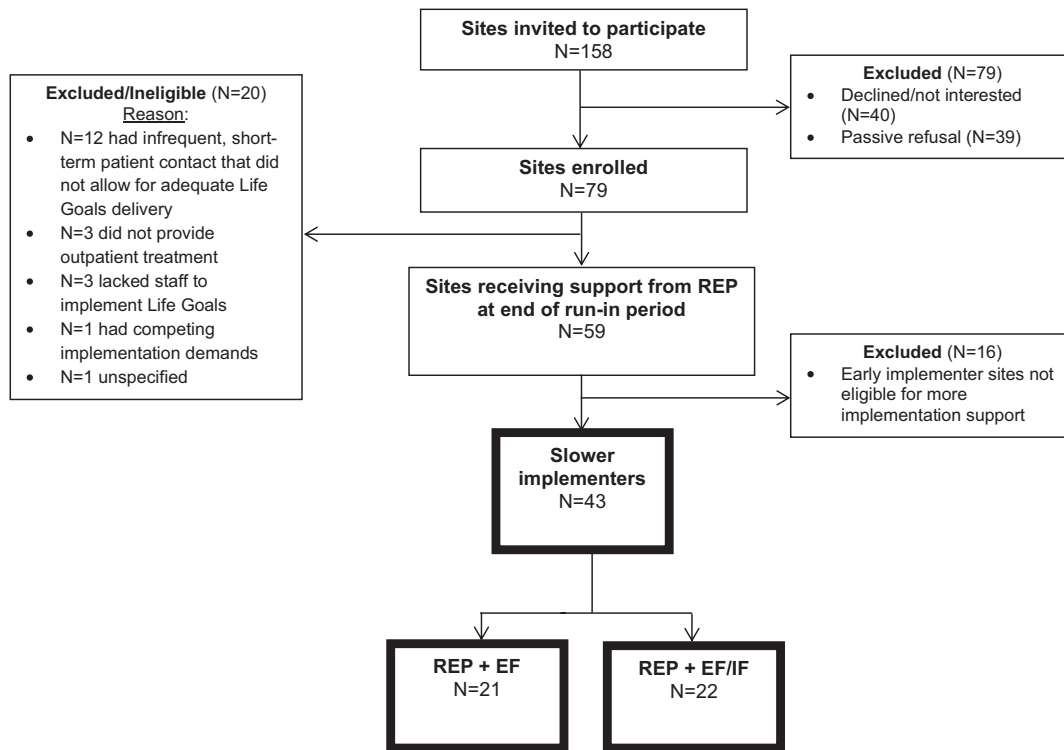 Sites invited to participate
N=158
Excluded (N=79)
• Declined/not interested
(N=40)
• Passive refusal (N=39)
Sites enrolled
N=79
Excluded/Ineligible (N=20)
Reason:
• N=12 had infrequent, short-
term patient contact that did
not allow for adequate Life
Goals delivery
• N=3 did not provide
outpatient treatment
• N=3 lacked staff to
implement Life Goals
• N=1 had competing
implementation demands
• N=1 unspecified
Sites receiving support from REP
at end of run-in period
N=59
Excluded (N=16)
• Early implementer sites not
eligible for more
implementation support
Slower
implementers
N=43
REP + EF
N=21
REP + EF/IF
N=22